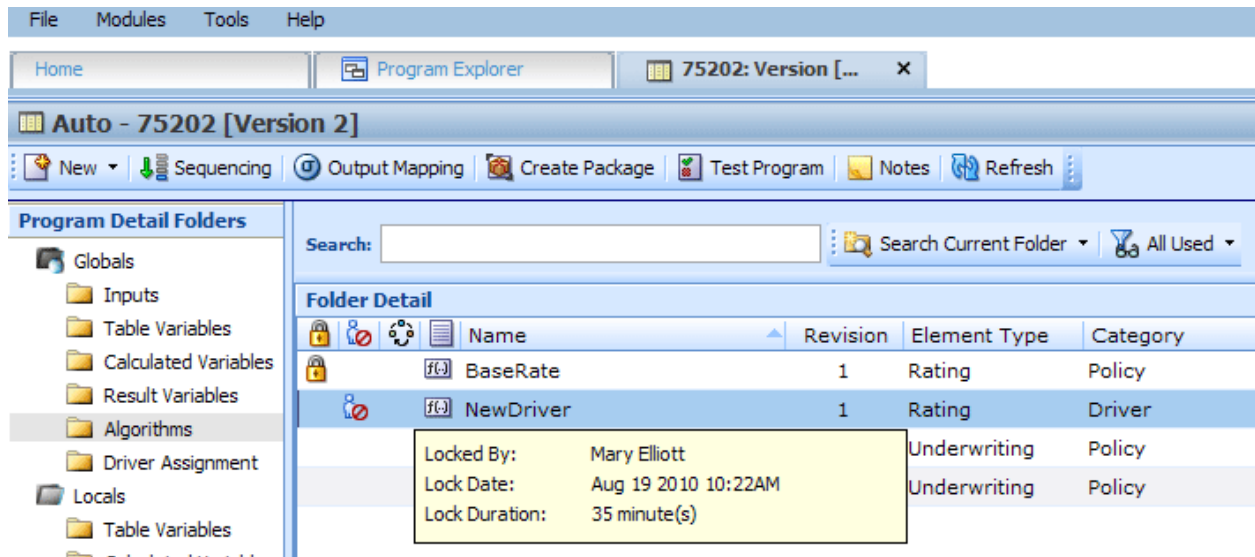 File Modules Tools Help
Home Program Explorer 75202: Version [... ×
Auto - 75202 [Version 2]
New Sequencing Output Mapping Create Package Test Program Notes Refresh
Program Detail Folders
Globals
Inputs
Table Variables
Calculated Variables
Result Variables
Algorithms
Driver Assignment
Locals
Table Variables
Search: Search Current Folder All Used
Folder Detail
Name Revision Element Type Category
f(.) BaseRate 1 Rating Policy
f(.) NewDriver 1 Rating Driver
Underwriting Policy
Underwriting Policy
Locked By: Mary Elliott
Lock Date: Aug 19 2010 10:22AM
Lock Duration: 35 minute(s)